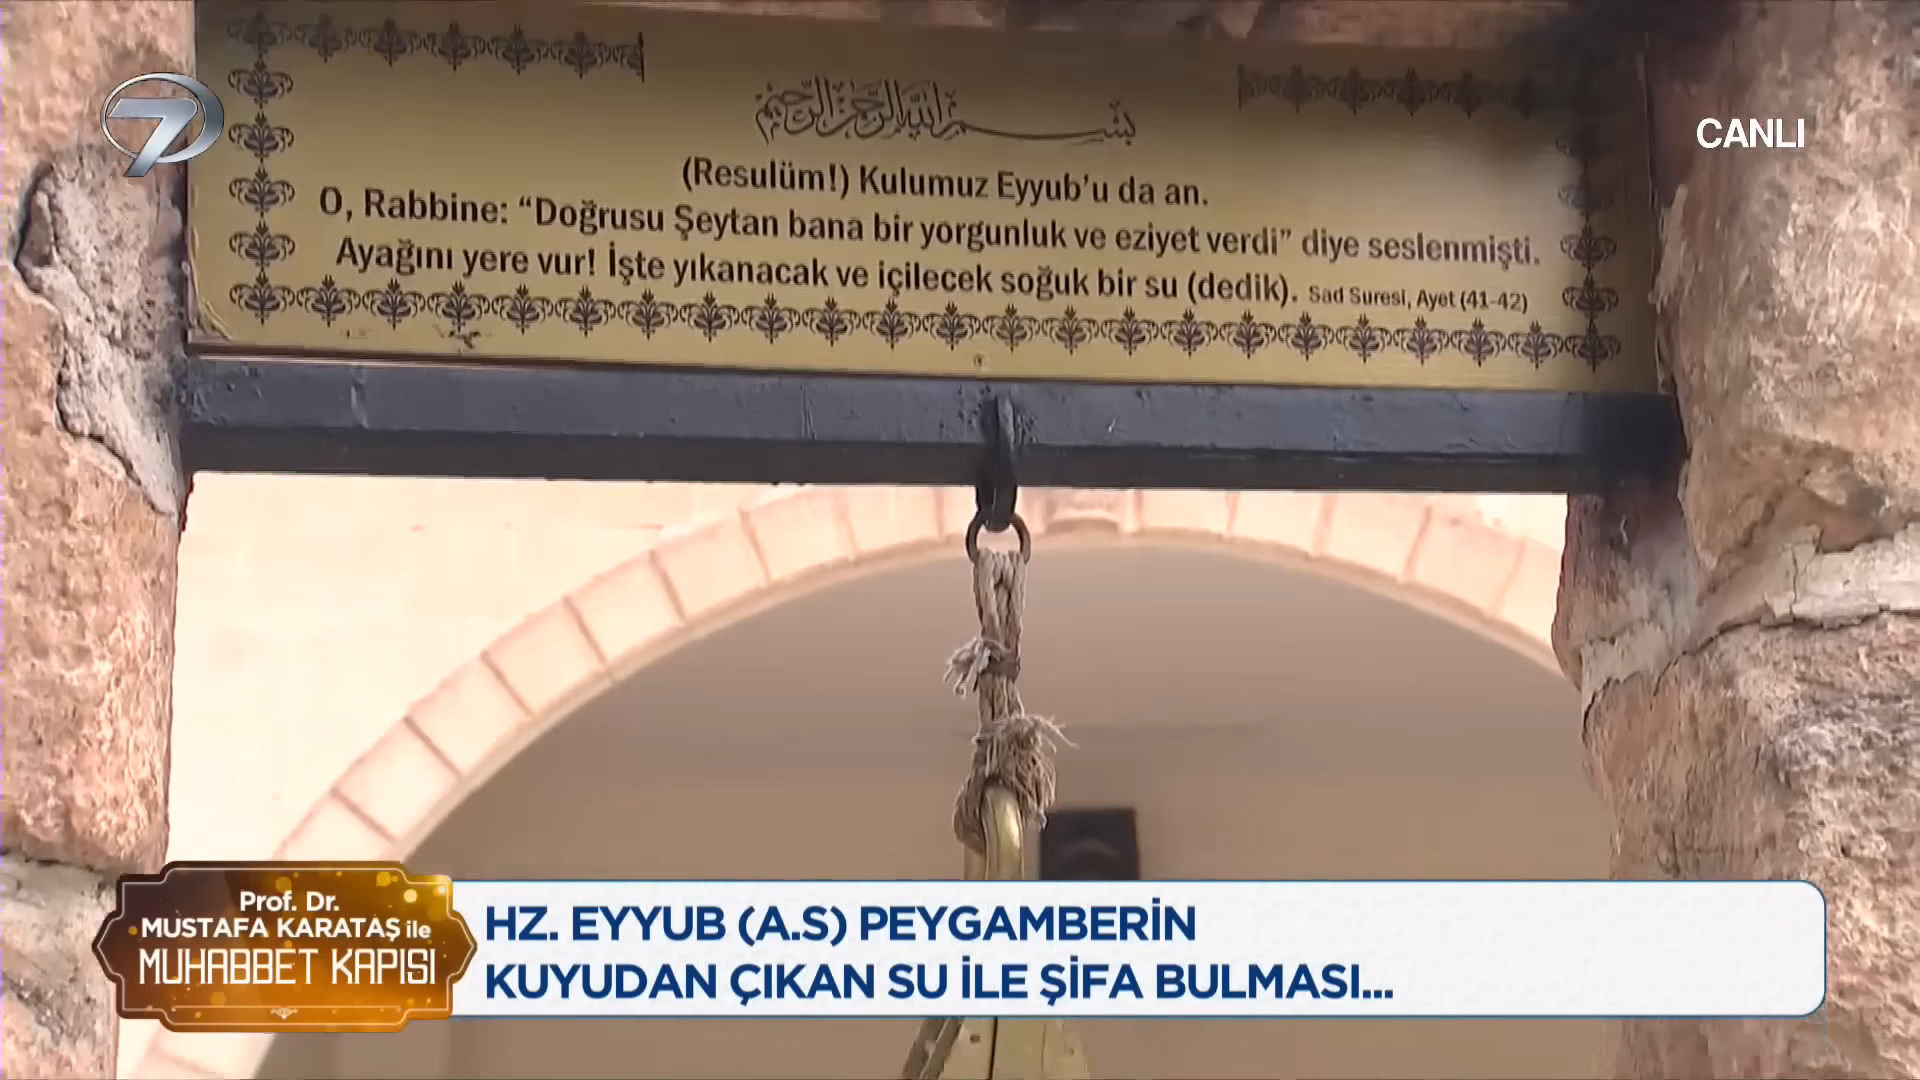 7
CANLI
بسم الله الرحمن الرحيم
(Resulüm!) Kulumuz Eyyub'u da an.
O, Rabbine: “Doğrusu Şeytan bana bir yorgunluk ve eziyet verdi” diye seslenmişti.
Ayağını yere vur! İşte yıkanacak ve içilecek soğuk bir su (dedik). Sad Suresi, Ayet (41-42)
Prof. Dr.
MUSTAFA KARATAŞ ile
MUHABBET KAPISI
HZ. EYYUB (A.S) PEYGAMBERİN
KUYUDAN ÇIKAN SU İLE ŞİFA BULMASI...